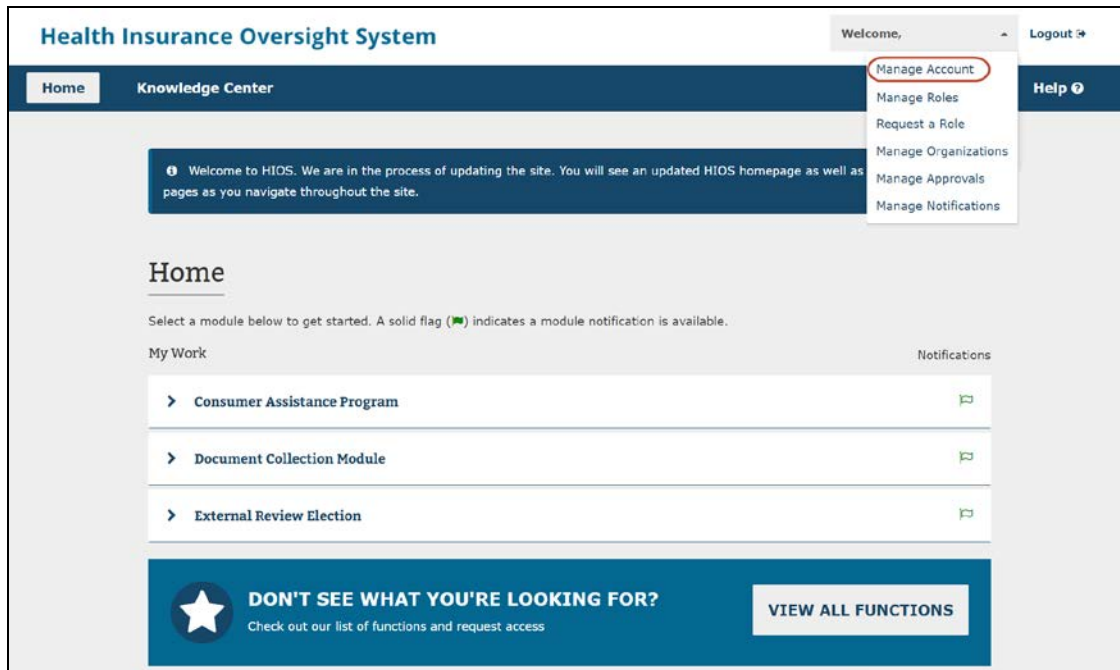 Health Insurance Oversight System
Welcome,
Logout
Home
Knowledge Center
Help
Manage Account
Manage Roles
Request a Role
Manage Organizations
Manage Approvals
Manage Notifications
Welcome to HIOS. We are in the process of updating the site. You will see an updated HIOS homepage as well as
pages as you navigate throughout the site.
Home
Select a module below to get started. A solid flag () indicates a module notification is available.
My Work
Notifications
Consumer Assistance Program
Document Collection Module
External Review Election
DON'T SEE WHAT YOU'RE LOOKING FOR?
Check out our list of functions and request access
VIEW ALL FUNCTIONS